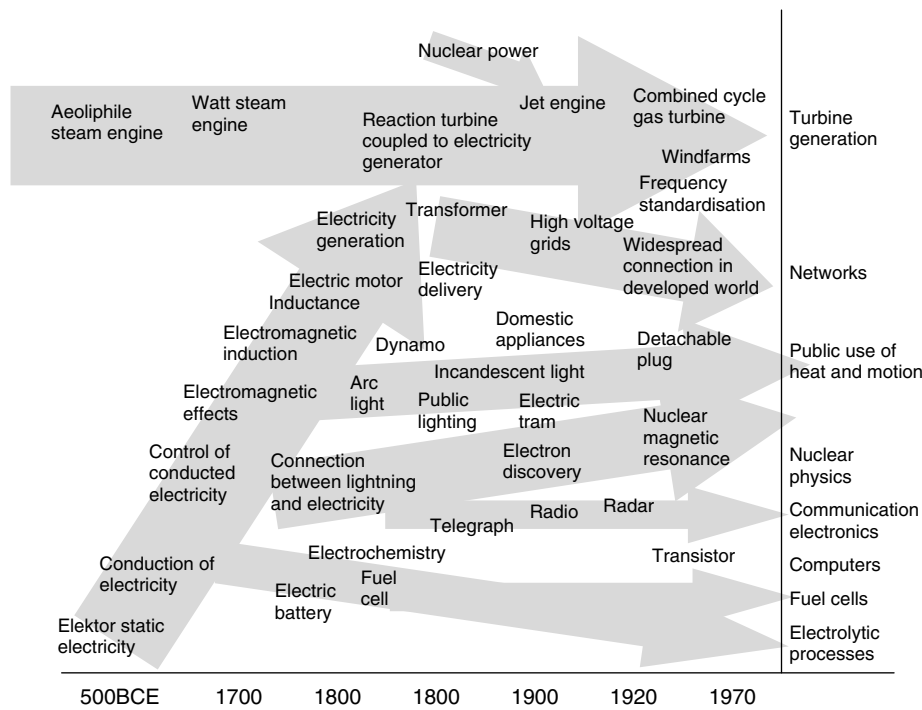 Nuclear power
Aeoliphile
steam engine
Watt steam
engine
Reaction turbine
coupled to electricity
generator
Jet engine
Combined cycle
gas turbine
Turbine
generation
Windfarms
Frequency
standardisation
Electricity
generation
Transformer
High voltage
grids
Widespread
connection in
developed world
Networks
Electric motor
Inductance
Electricity
delivery
Electromagnetic
induction
Dynamo
Domestic
appliances
Detachable
plug
Public use of
heat and motion
Electromagnetic
effects
Arc
light
Incandescent light
Public
lighting
Electric
tram
Nuclear
magnetic
resonance
Control of
conducted
electricity
Connection
between lightning
and electricity
Electron
discovery
Nuclear
physics
Telegraph
Radio
Radar
Communication
electronics
Conduction of
electricity
Electrochemistry
Transistor
Computers
Electric
battery
Fuel
cell
Fuel cells
Elektor static
electricity
Electrolytic
processes
500BCE 1700 1800 1800 1900 1920 1970